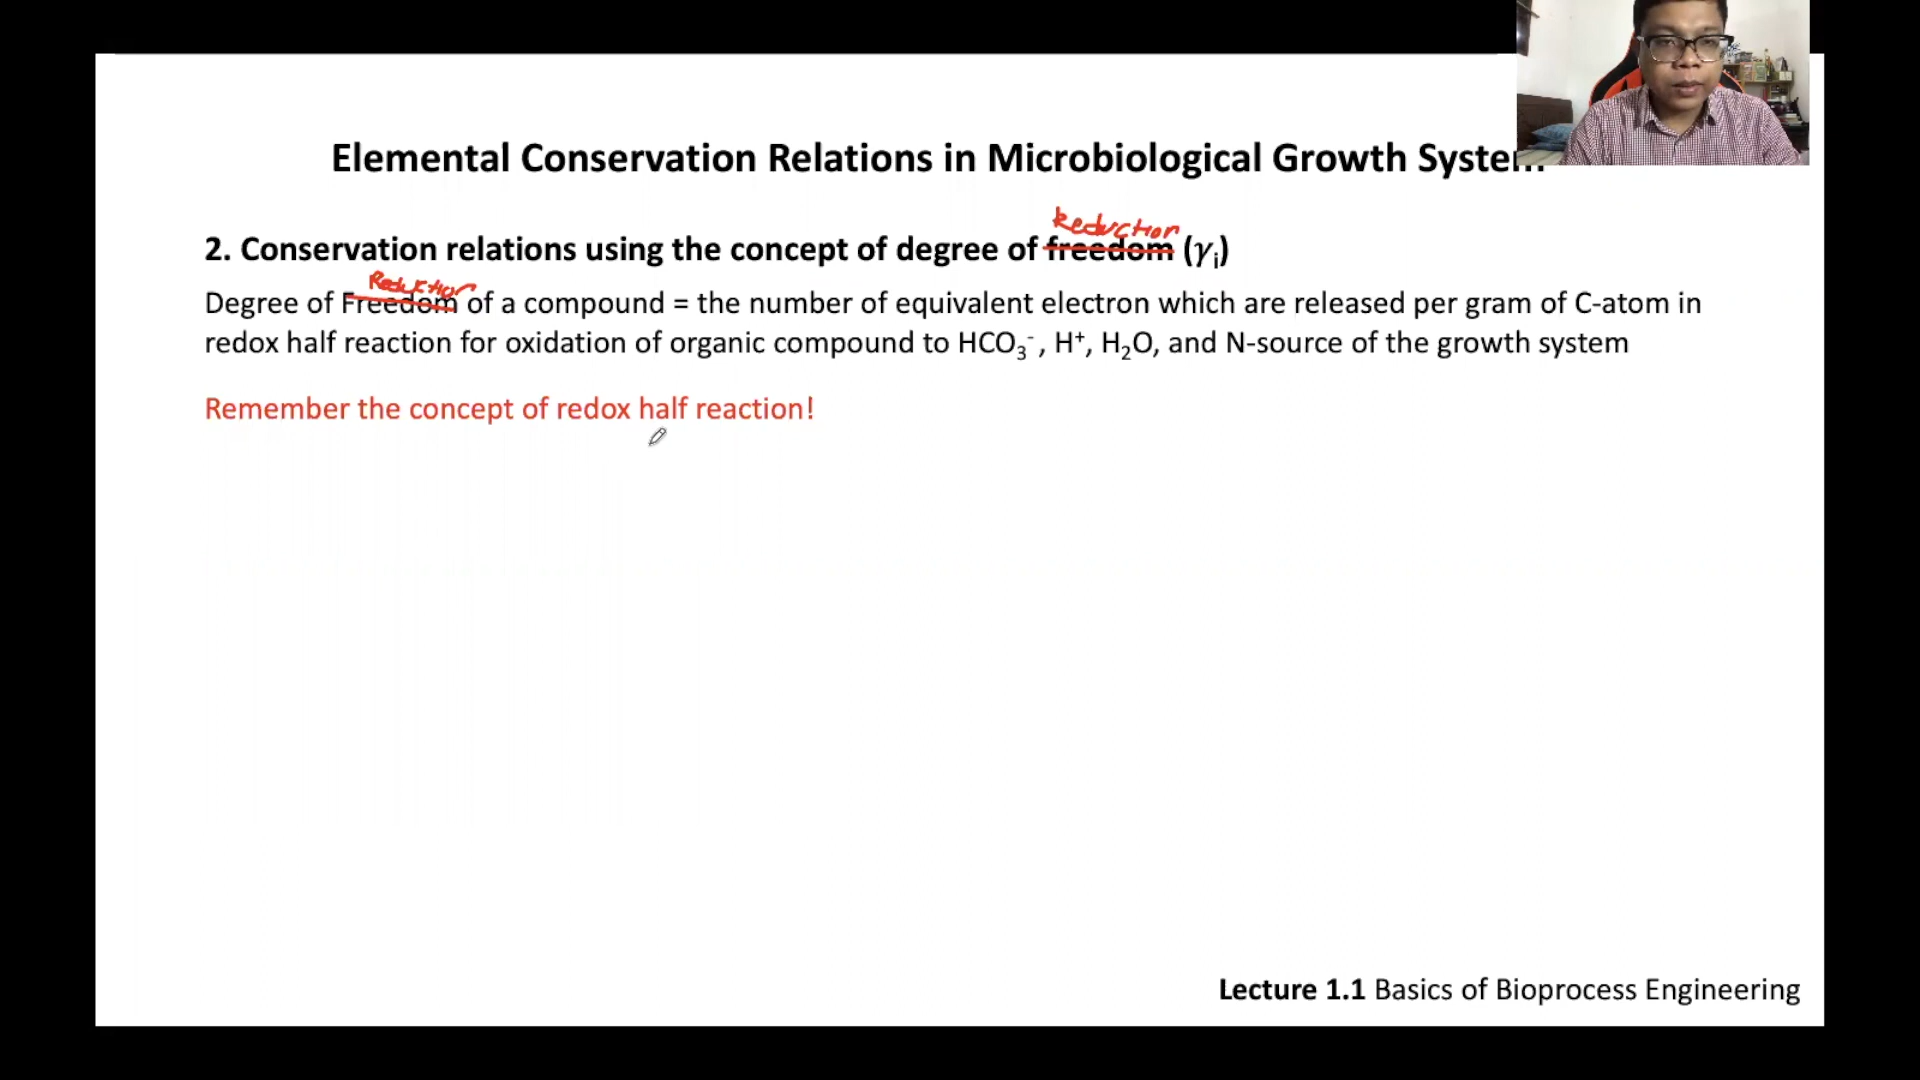 Elemental Conservation Relations in Microbiological Growth System
Reduction
2. Conservation relations using the concept of degree of freedom (γi)
Reduction
Degree of Freedom of a compound = the number of equivalent electron which are released per gram of C-atom in
redox half reaction for oxidation of organic compound to HCO₃⁻, H⁺, H₂O, and N-source of the growth system
Remember the concept of redox half reaction!
Lecture 1.1 Basics of Bioprocess Engineering